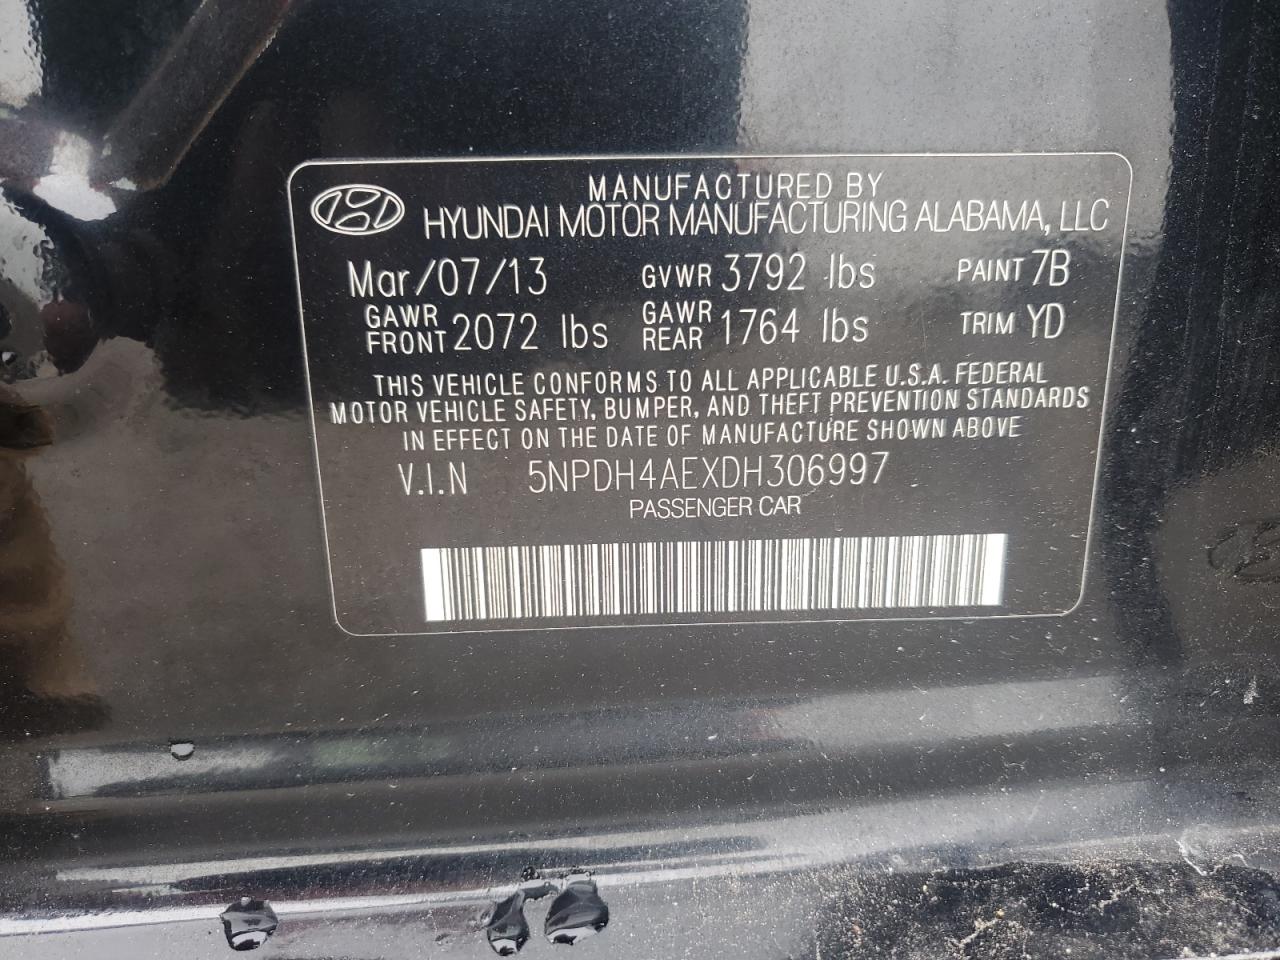 MANUFACTURED BY
HYUNDAI MOTOR MANUFACTURING ALABAMA, LLC
Mar/07/13 GVWR 3792 lbs PAINT 7B
GAWR FRONT 2072 lbs GAWR REAR 1764 lbs TRIM YD
THIS VEHICLE CONFORMS TO ALL APPLICABLE U.S.A. FEDERAL
MOTOR VEHICLE SAFETY, BUMPER, AND THEFT PREVENTION STANDARDS
IN EFFECT ON THE DATE OF MANUFACTURE SHOWN ABOVE
V.I.N 5NPDH4AEXDH306997
PASSENGER CAR